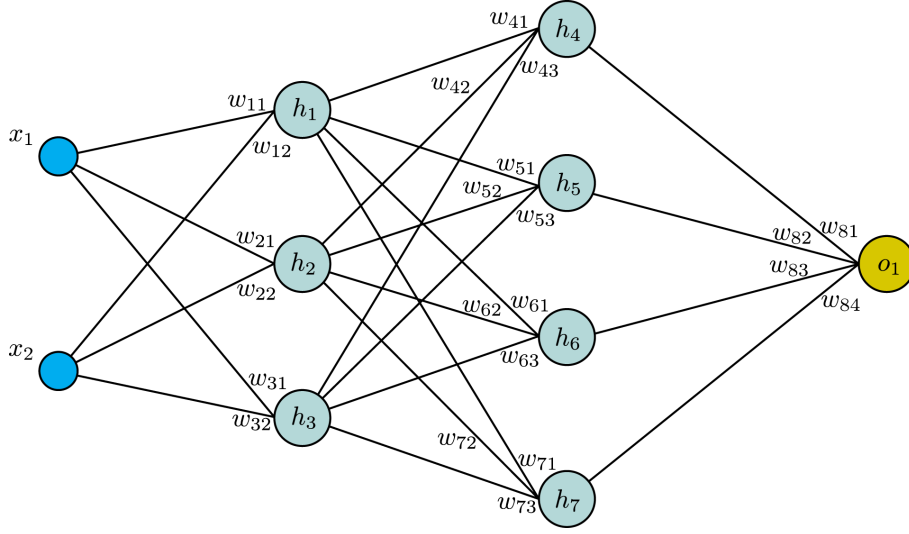 x₁
x₂
w₁₁
w₁₂
w₂₁
w₂₂
w₃₁
w₃₂
h₁
h₂
h₃
w₄₁
w₄₂
w₄₃
w₅₁
w₅₂
w₅₃
w₆₁
w₆₂
w₆₃
w₇₁
w₇₂
w₇₃
h₄
h₅
h₆
h₇
w₈₁
w₈₂
w₈₃
w₈₄
o₁